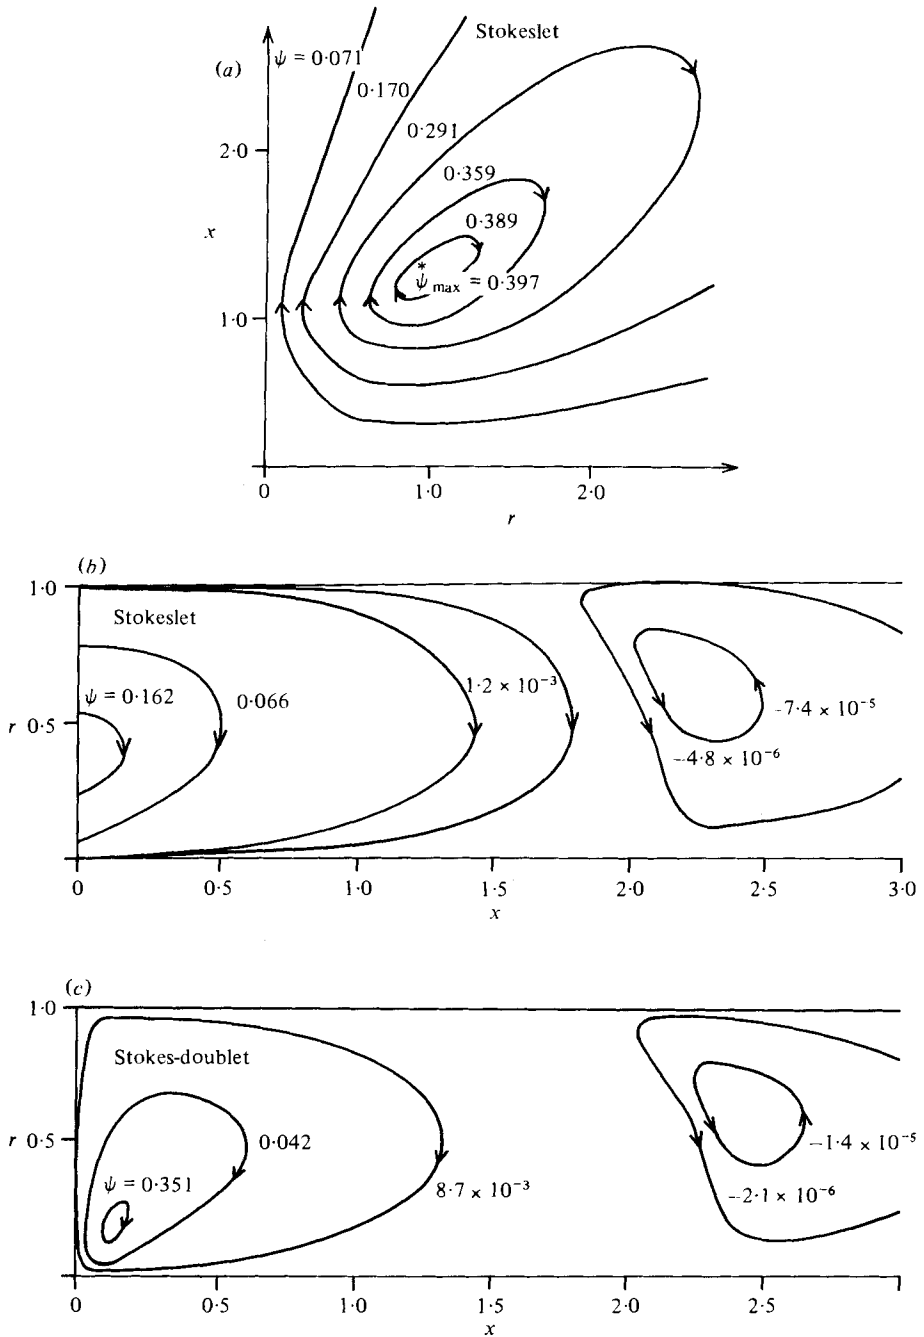 (a)
Stokeslet
ψ = 0·071
0·170
0·291
0·359
0·389
*
ψmax = 0·397
2·0
x
1·0
0
1·0
2·0
r
(b)
1·0
Stokeslet
ψ = 0·162
0·066
1·2 × 10⁻³
−7·4 × 10⁻⁵
−4·8 × 10⁻⁶
r 0·5
0
0·5
1·0
1·5
2·0
2·5
3·0
x
(c)
1·0
Stokes-doublet
r 0·5
ψ = 0·351
0·042
8·7 × 10⁻³
−1·4 × 10⁻⁵
−2·1 × 10⁻⁶
0
0·5
1·0
1·5
2·0
2·5
3·0
x